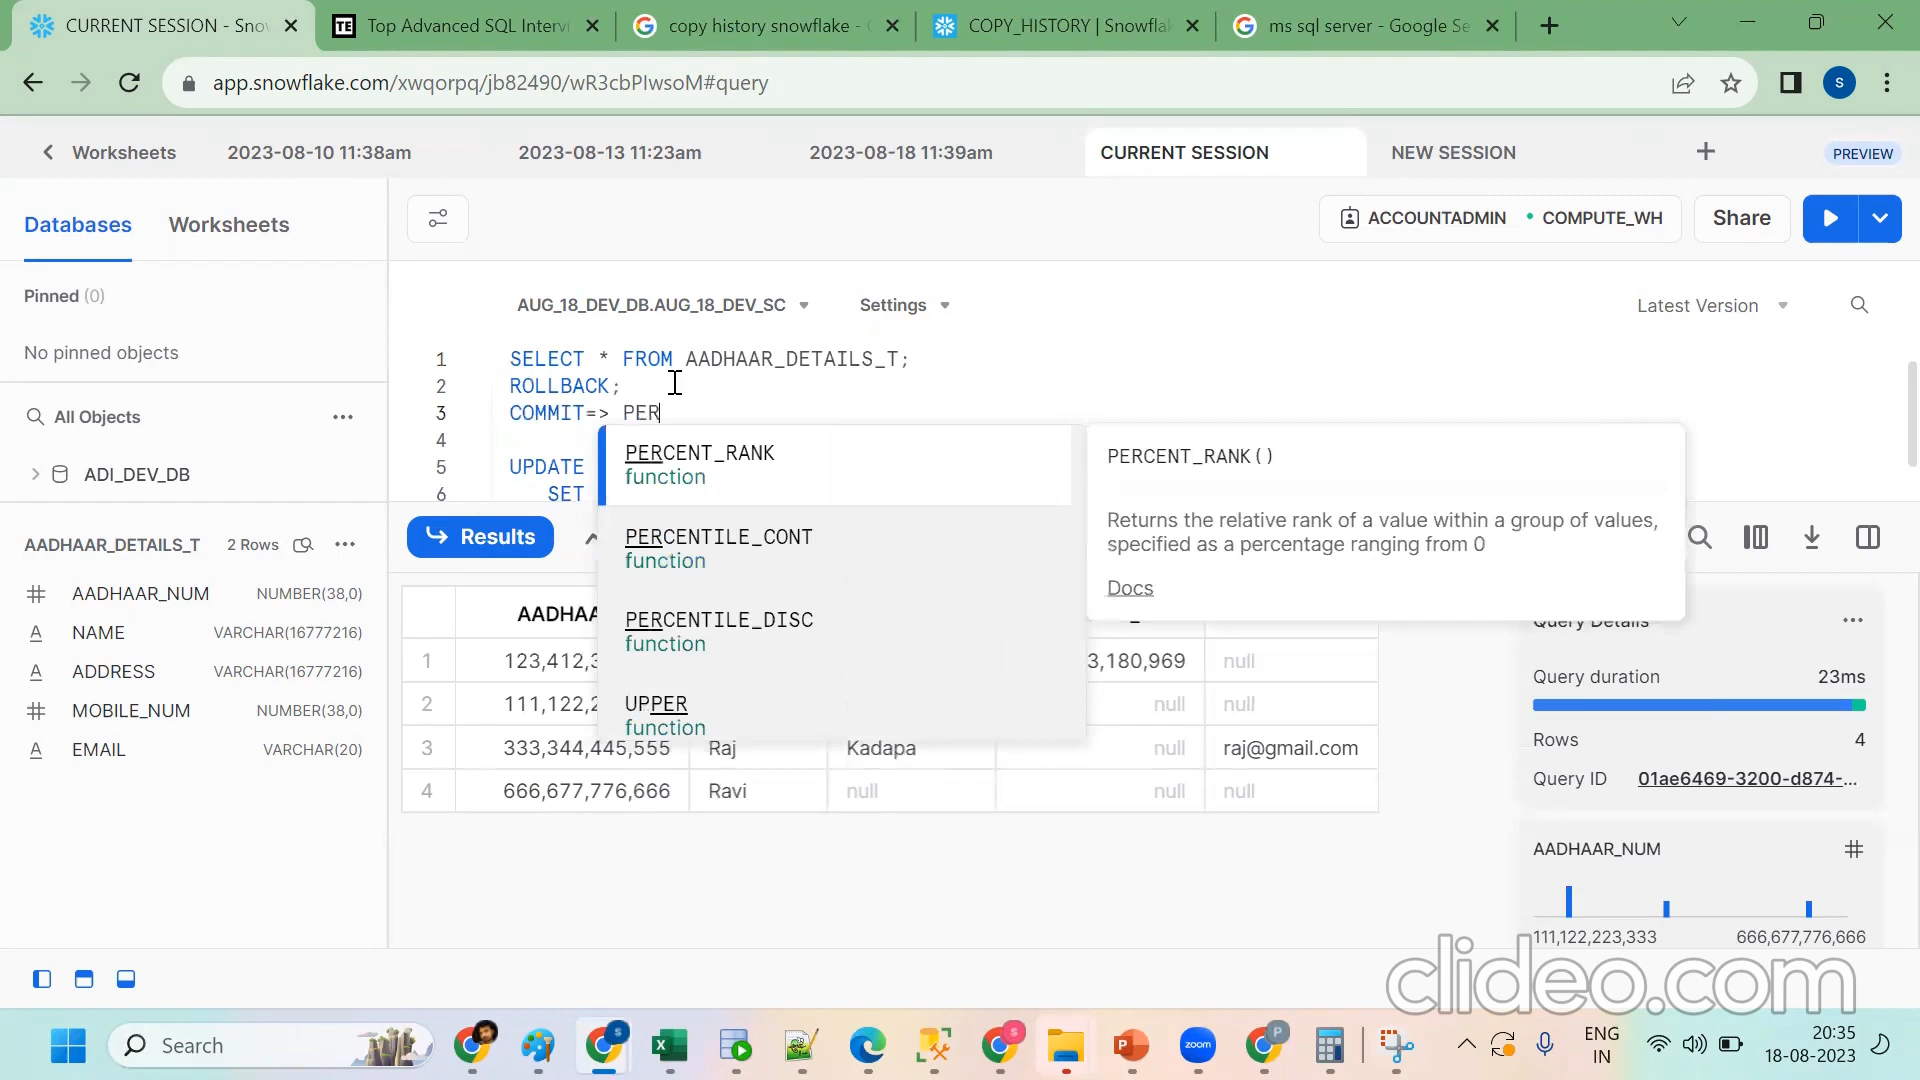 CURRENT SESSION - Snow
Top Advanced SQL Intervi
copy history snowflake -
COPY_HISTORY | Snowflak
ms sql server - Google Se
app.snowflake.com/xwqorpq/jb82490/wR3cbPIwsoM#query
S
Worksheets
2023-08-10 11:38am
2023-08-13 11:23am
2023-08-18 11:39am
CURRENT SESSION
NEW SESSION
PREVIEW
Databases
Worksheets
ACCOUNTADMIN
COMPUTE_WH
Share
Pinned (0)
No pinned objects
All Objects
ADI_DEV_DB
AUG_18_DEV_DB.AUG_18_DEV_SC
Settings
Latest Version
1 SELECT * FROM AADHAAR_DETAILS_T;
2 ROLLBACK;
3 COMMIT=> PER
4
5 UPDATE
6 SET
PERCENT_RANK
function
PERCENTILE_CONT
function
PERCENTILE_DISC
function
UPPER
function
PERCENT_RANK()
Returns the relative rank of a value within a group of values,
specified as a percentage ranging from 0
Docs
AADHAAR_DETAILS_T 2 Rows
AADHAAR_NUM NUMBER(38,0)
NAME VARCHAR(16777216)
ADDRESS VARCHAR(16777216)
MOBILE_NUM NUMBER(38,0)
EMAIL VARCHAR(20)
Results
AADHAA
1 123,412,3 3,180,969 null
2 111,122,2 null null
3 333,344,445,555 Raj Kadapa null raj@gmail.com
4 666,677,776,666 Ravi null null null
Query Details
Query duration 23ms
Rows 4
Query ID 01ae6469-3200-d874-...
AADHAAR_NUM
111,122,223,333 666,677,776,666
clideo.com
Search
zoom
S
P
ENG
IN
20:35
18-08-2023